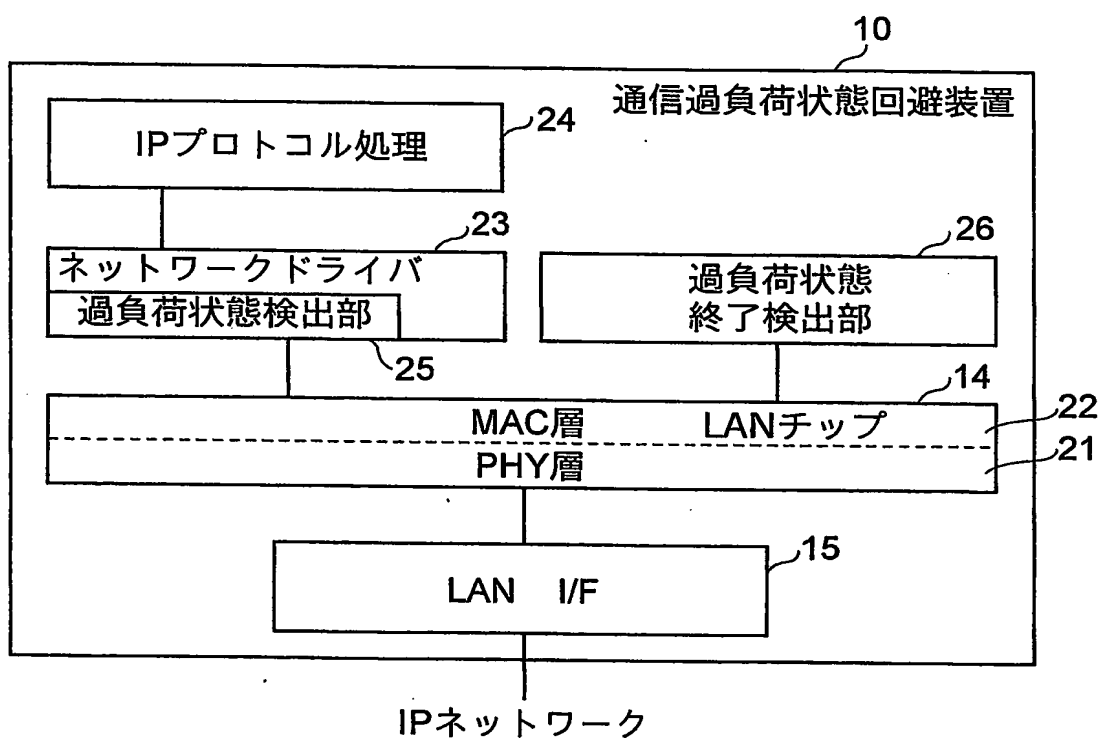 10
通信過負荷状態回避装置
24
IPプロトコル処理
23
ネットワークドライバ
過負荷状態検出部
25
26
過負荷状態
終了検出部
14
MAC層 LANチップ
22
PHY層
21
15
LAN I/F
IPネットワーク